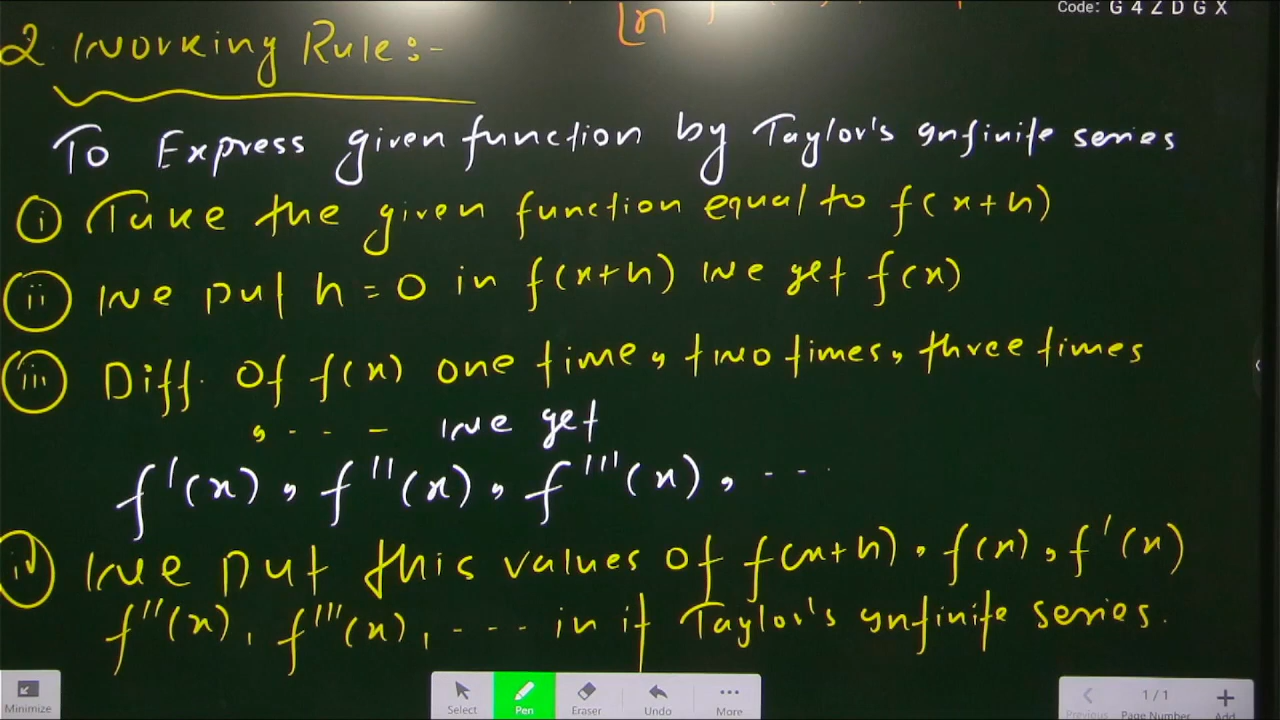 Code: G 4 Z D G X
2 Working Rule:-
To Express given function by Taylor's Infinite series
(i) Take the given function equal to f(x+h)
(ii) We put h=0 in f(x+h) we get f(x)
(iii) Diff. of f(x) one time, two times, three times
, - - - we get
f'(x), f''(x), f'''(x), - - -
(iv) We put this values of f(x+h), f(x), f'(x)
f''(x), f'''(x), - - - in it Taylor's Infinite series.
Minimize
Select Pen Eraser Undo More
1/1
Previous Page Number Add